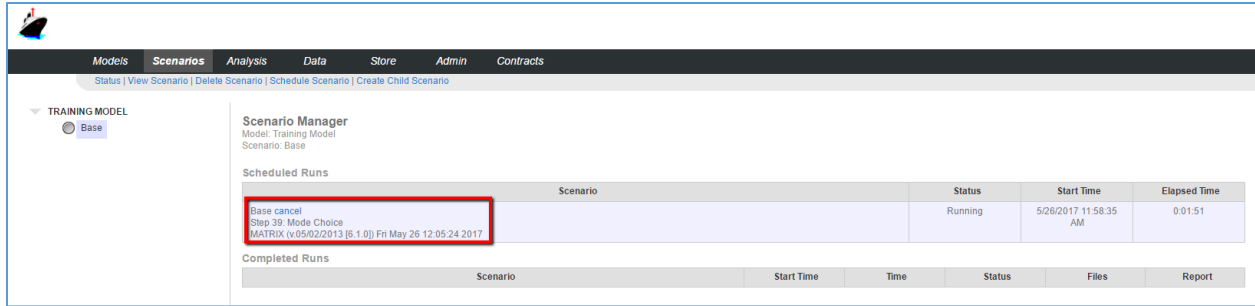 Models Scenarios Analysis Data Store Admin Contracts
Status | View Scenario | Delete Scenario | Schedule Scenario | Create Child Scenario
TRAINING MODEL
Base
Scenario Manager
Model: Training Model
Scenario: Base
Scheduled Runs
Scenario Status Start Time Elapsed Time
Base cancel Running 5/26/2017 11:58:35 AM 0:01:51
Step 39: Mode Choice
MATRIX (v.05/02/2013 [6.1.0]) Fri May 26 12:05:24 2017
Completed Runs
Scenario Start Time Time Status Files Report